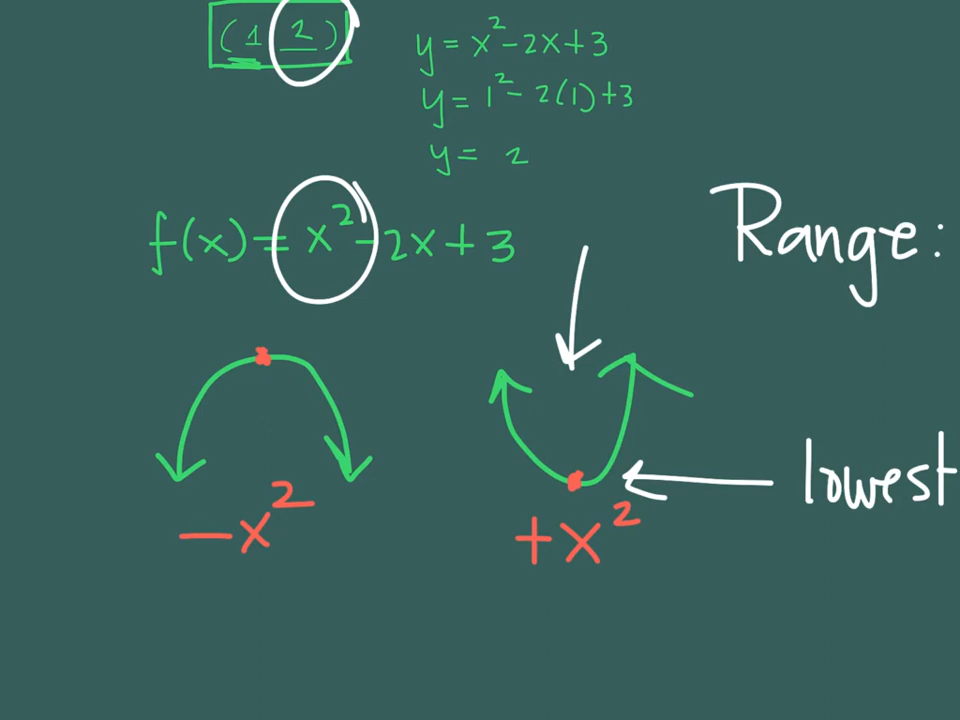 (1 2)
y = x²-2x+3
y = 1²- 2(1)+3
y = 2
f(x)= x²-2x+3
Range:
lowest
-x²
+x²